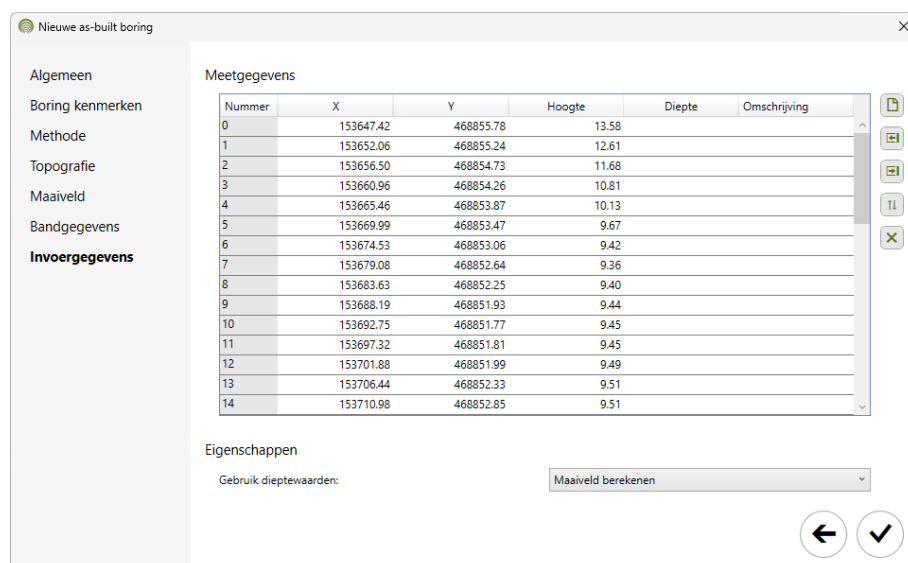 Nieuwe as-built boring
Algemeen
Boring kenmerken
Methode
Topografie
Maaiveld
Bandgegevens
Invoergegevens
Meetgegevens
Nummer X Y Hoogte Diepte Omschrijving
0 153647.42 468855.78 13.58
1 153652.06 468855.24 12.61
2 153656.50 468854.73 11.68
3 153660.96 468854.26 10.81
4 153665.46 468853.87 10.13
5 153669.99 468853.47 9.67
6 153674.53 468853.06 9.42
7 153679.08 468852.64 9.36
8 153683.63 468852.25 9.40
9 153688.19 468851.93 9.44
10 153692.75 468851.77 9.45
11 153697.32 468851.81 9.45
12 153701.88 468851.99 9.49
13 153706.44 468852.33 9.51
14 153710.98 468852.85 9.51
Eigenschappen
Gebruik dieptewaarden: Maaiveld berekenen